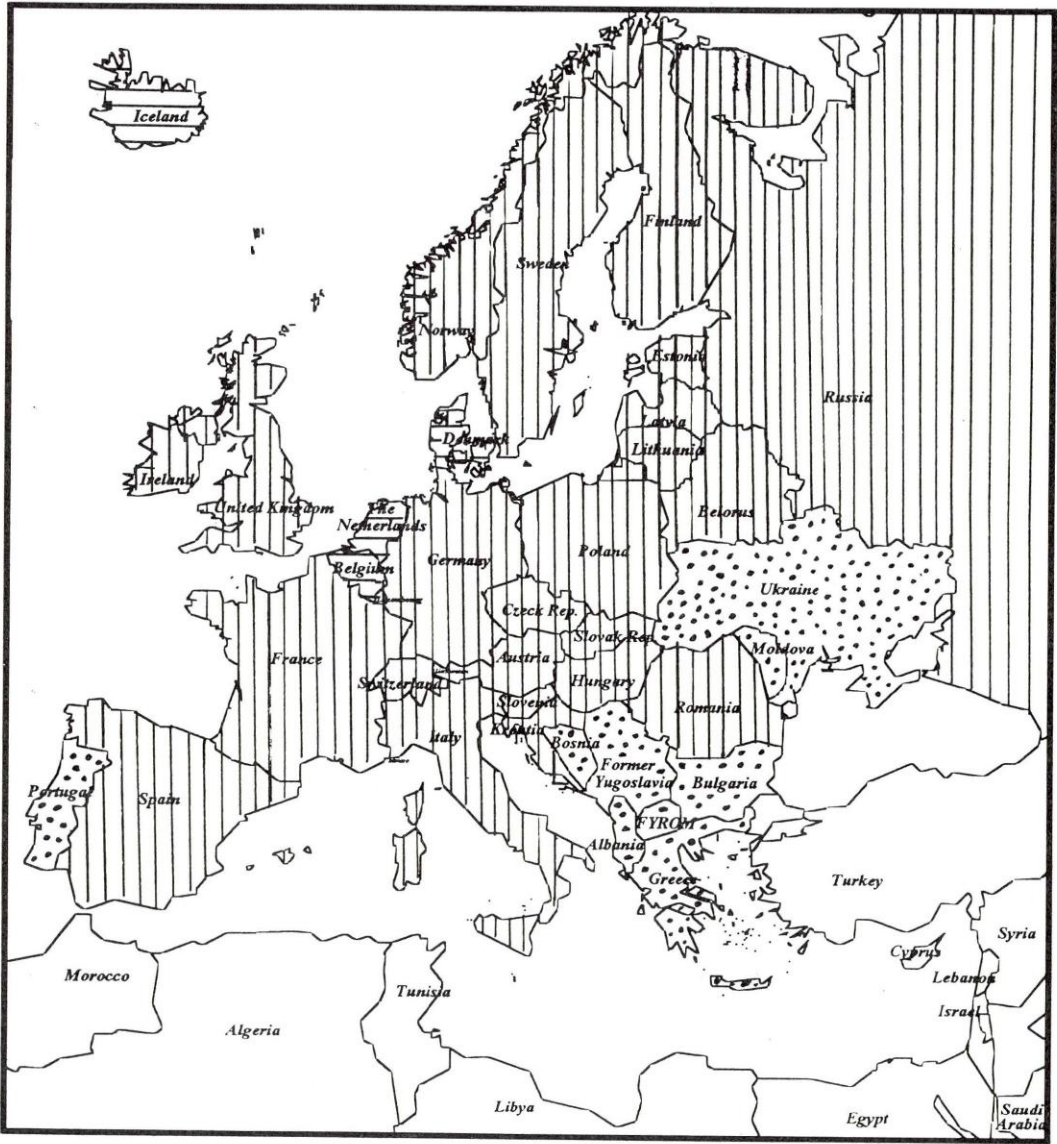 Iceland
Finland
Sweden
Norway
Estonia
Russia
Latvia
Denmark
Lithuania
Ireland
United Kingdom
The
Netherlands
Belorus
Poland
Germany
Belgium
Ukraine
Czeck Rep.
Slovak Rep.
Moldova
France
Austria
Switzerland
Hungary
Slovenia
Romania
Italy
Kroatia
Bosnia
Former
Yugoslavia
Bulgaria
Portugal
Spain
FYROM
Albania
Greece
Turkey
Syria
Cyprus
Morocco
Lebanon
Tunisia
Israel
Algeria
Libya
Egypt
Saudi
Arabia